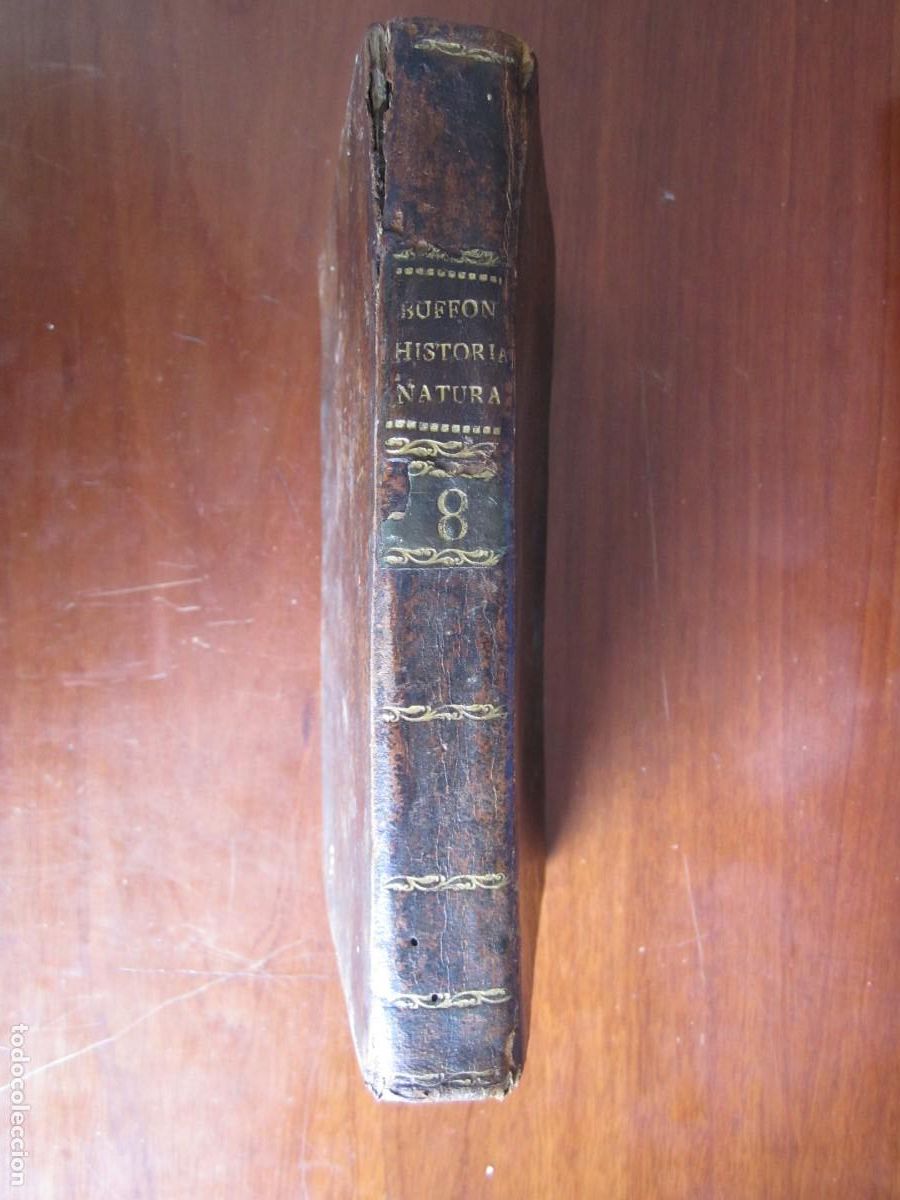 BUFFON
HISTORIA
NATURA
8
todocoleccion